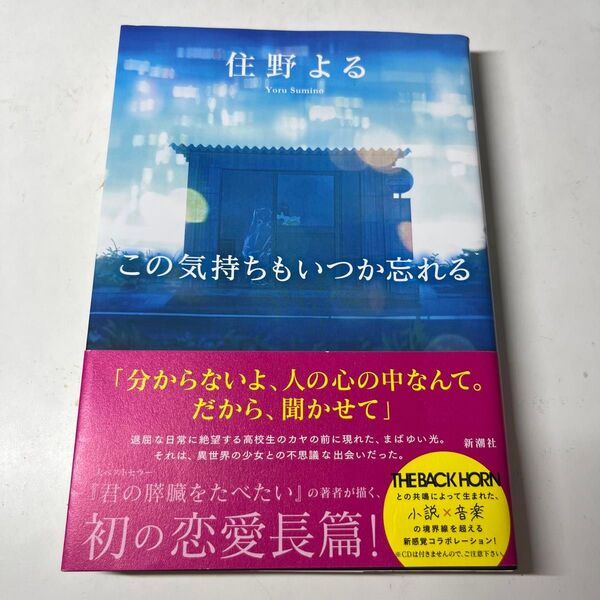 住野よる
Yoru Sumino
この気持ちもいつか忘れる
「分からないよ、人の心の中なんて。
だから、聞かせて」
退屈な日常に絶望する高校生のカヤの前に現れた、まばゆい光。
それは、異世界の少女との不思議な出会いだった。
新潮社
大ベストセラー
『君の膵臓をたべたい』の著者が描く、
初の恋愛長篇!
THE BACK HORN
との共鳴によって生まれた、
小説×音楽
の境界線を超える
新感覚コラボレーション!
※CDは付きませんので、ご注意下さい。